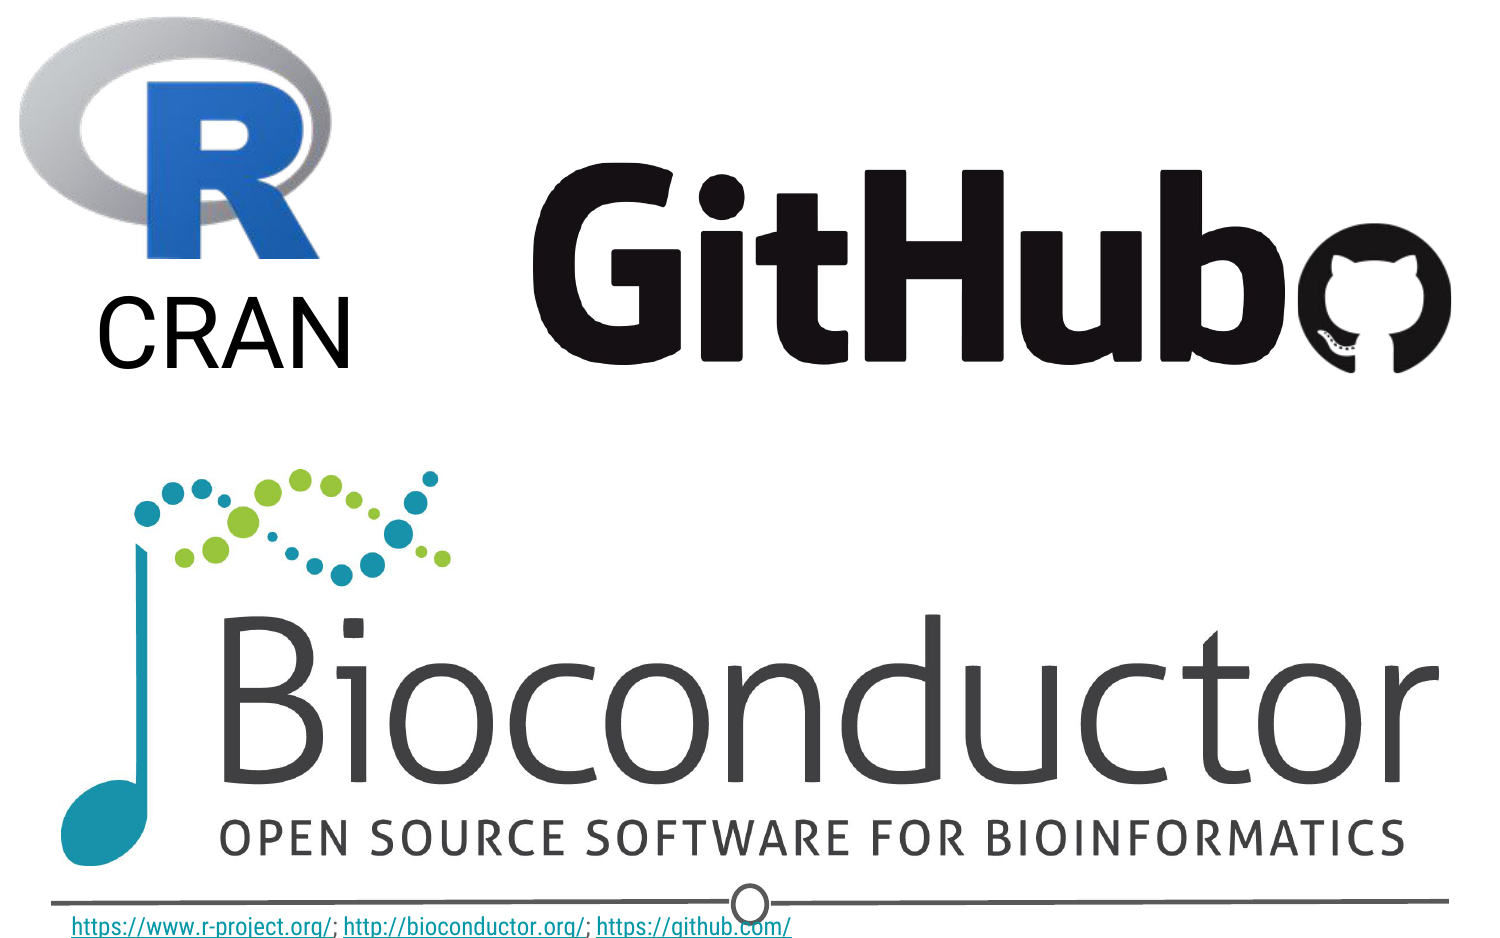 R
CRAN
GitHub
Bioconductor
OPEN SOURCE SOFTWARE FOR BIOINFORMATICS
https://www.r-project.org/; http://bioconductor.org/; https://github.com/